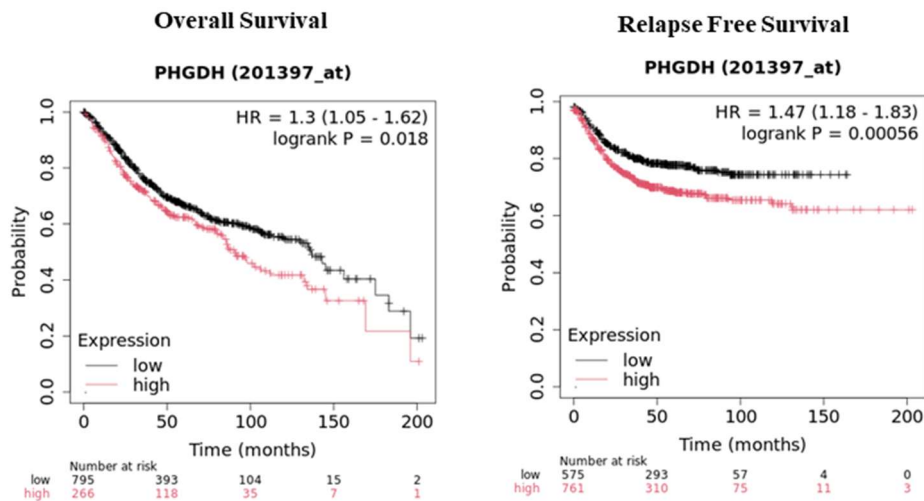 Overall Survival
PHGDH (201397_at)
HR = 1.3 (1.05 - 1.62)
logrank P = 0.018
Probability
1.0
0.8
0.6
0.4
0.2
0.0
Expression
low
high
0 50 100 150 200
Time (months)
Number at risk
low 795 393 104 15 2
high 266 118 35 7 1
Relapse Free Survival
PHGDH (201397_at)
HR = 1.47 (1.18 - 1.83)
logrank P = 0.00056
Probability
1.0
0.8
0.6
0.4
0.2
0.0
Expression
low
high
0 50 100 150 200
Time (months)
Number at risk
low 575 293 57 4 0
high 761 310 75 11 3